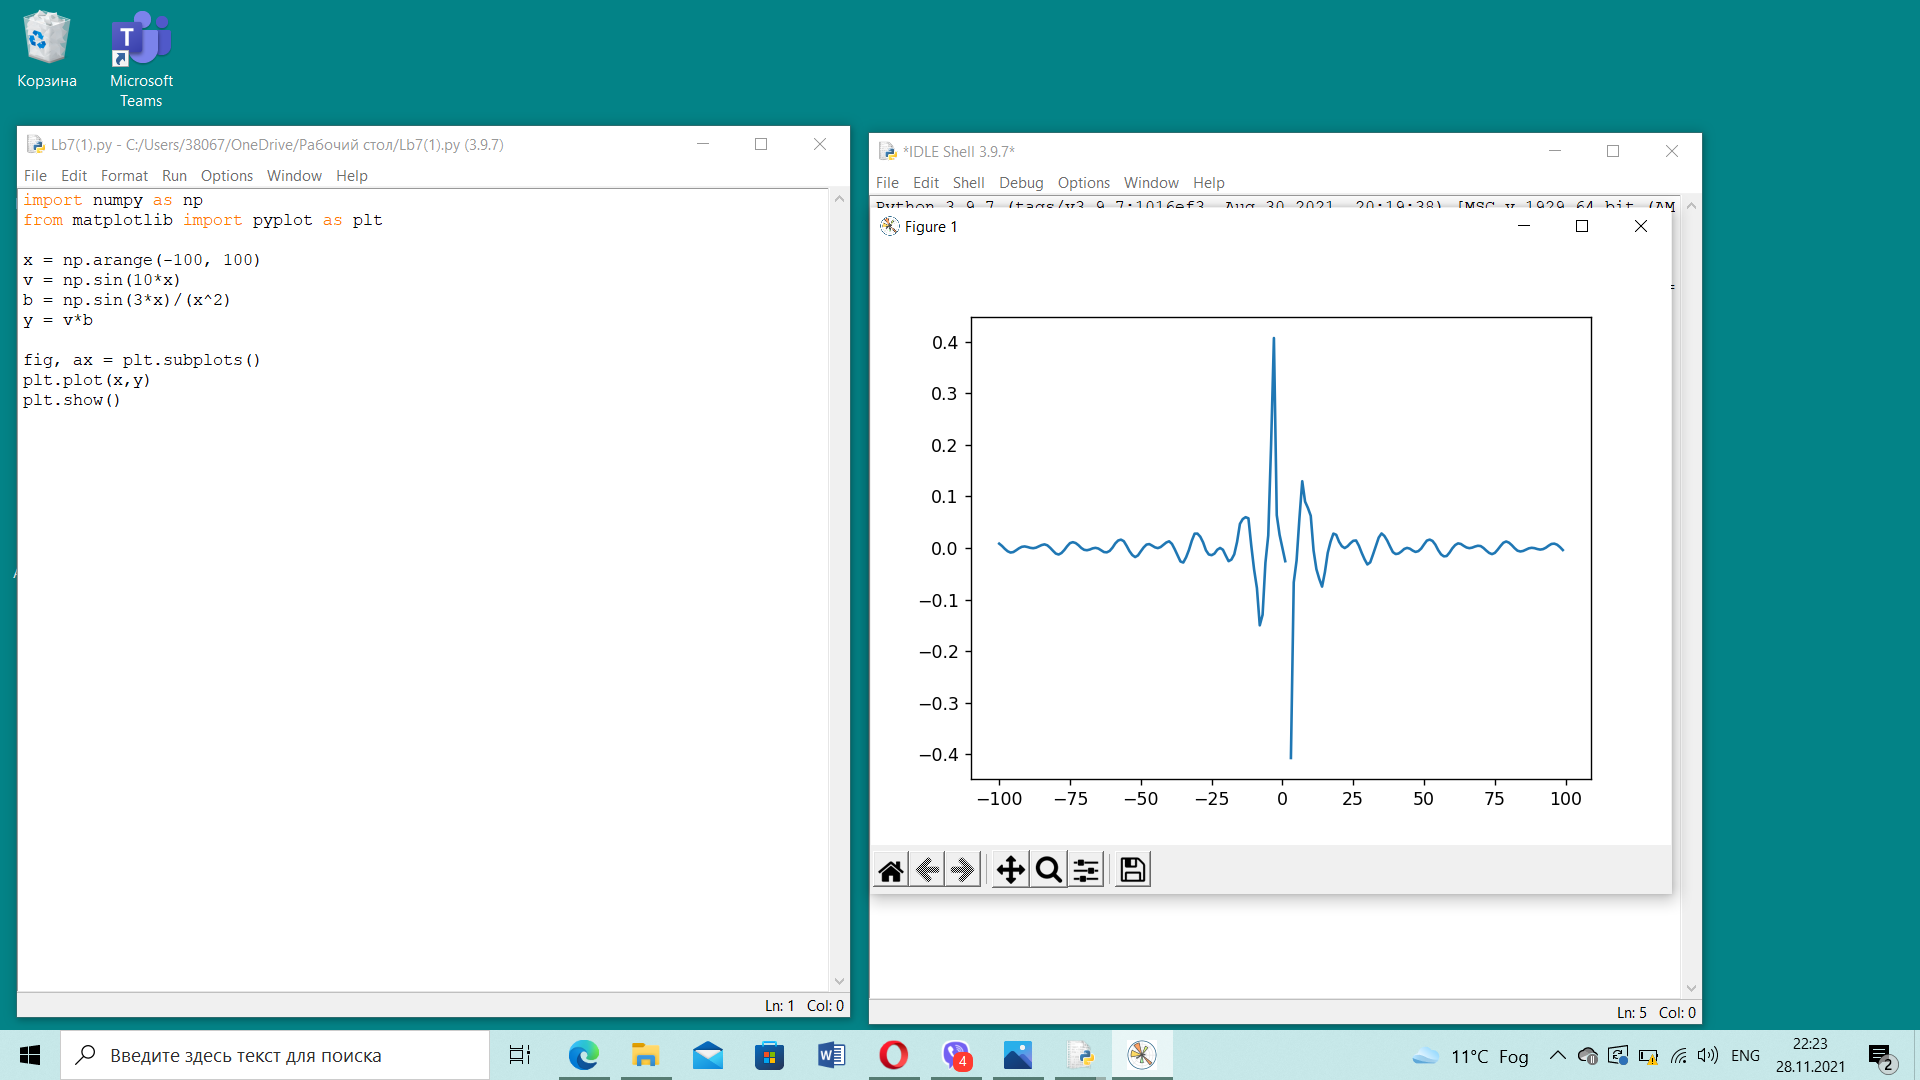 Корзина
Microsoft
Teams
Lb7(1).py - C:/Users/38067/OneDrive/Рабочий стол/Lb7(1).py (3.9.7)
File Edit Format Run Options Window Help
import numpy as np
from matplotlib import pyplot as plt
x = np.arange(-100, 100)
v = np.sin(10*x)
b = np.sin(3*x)/(x^2)
y = v*b
fig, ax = plt.subplots()
plt.plot(x,y)
plt.show()
Ln: 1 Col: 0
*IDLE Shell 3.9.7*
File Edit Shell Debug Options Window Help
Python 3.9.7 (tags/v3.9.7:1016ef3, Aug 30 2021, 20:19:38) [MSC v.1929 64 bit (AM
Figure 1
=
0.4
0.3
0.2
0.1
0.0
−0.1
−0.2
−0.3
−0.4
−100 −75 −50 −25 0 25 50 75 100
Ln: 5 Col: 0
Введите здесь текст для поиска
4
11°C Fog
ENG
22:23
28.11.2021
2